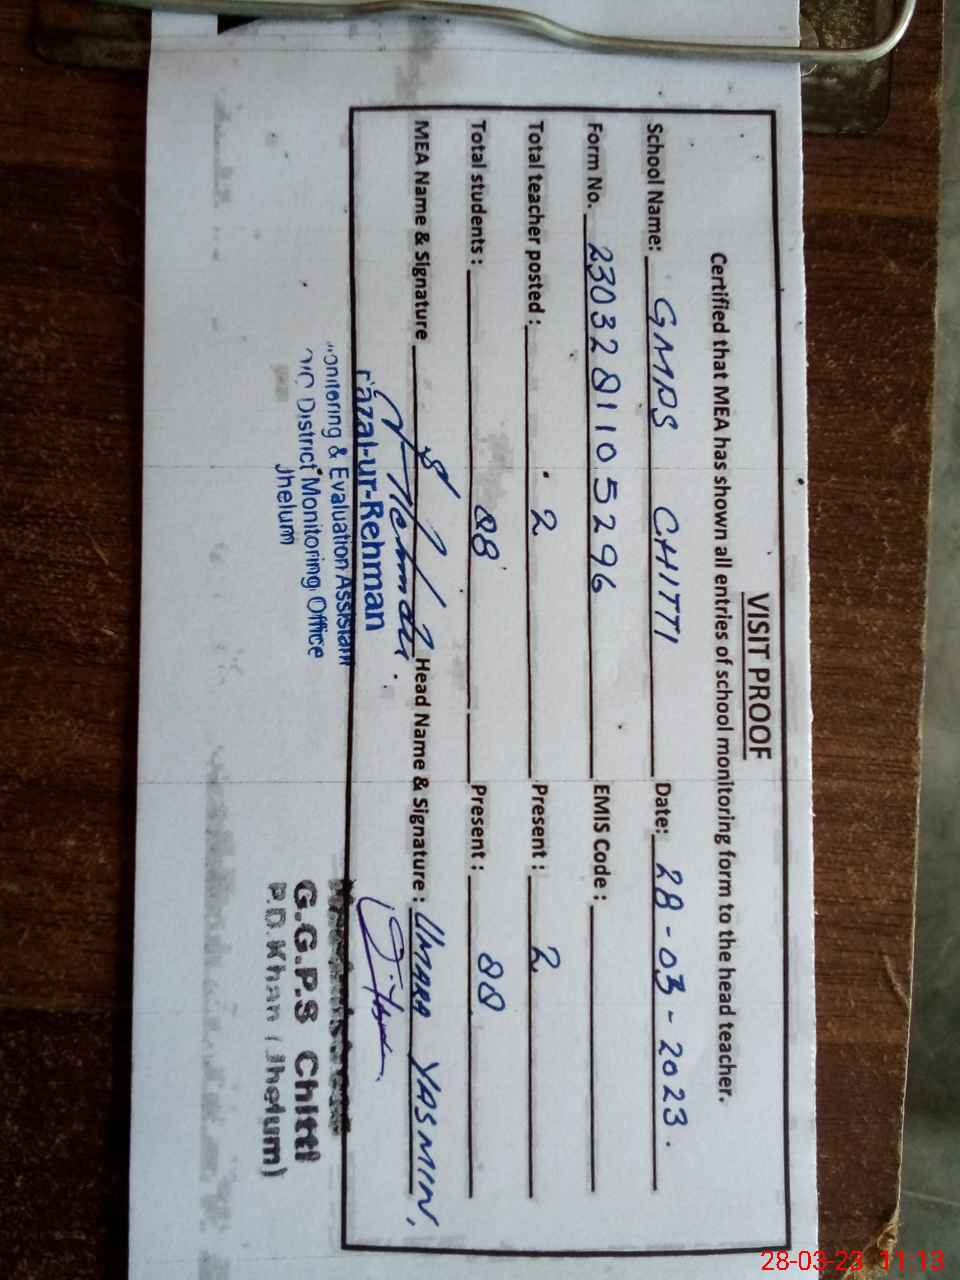 VISIT PROOF
Certified that MEA has shown all entries of school monitoring form to the head teacher.
School Name: GMPS CHITTI Date: 28-03-2023.
Form No. 2303281105296 EMIS Code :
Total teacher posted : 2 Present : 2
Total students : 88 Present : 88
MEA Name & Signature Head Name & Signature : UMARA YASMIN,
Fazal-ur-Rehman
Monitoring & Evaluation Assistant
O/O District Monitoring Office
Jhelum
G.G.P.S Chitti
P.D.Khan (Jhelum)
28-03-23 11:13